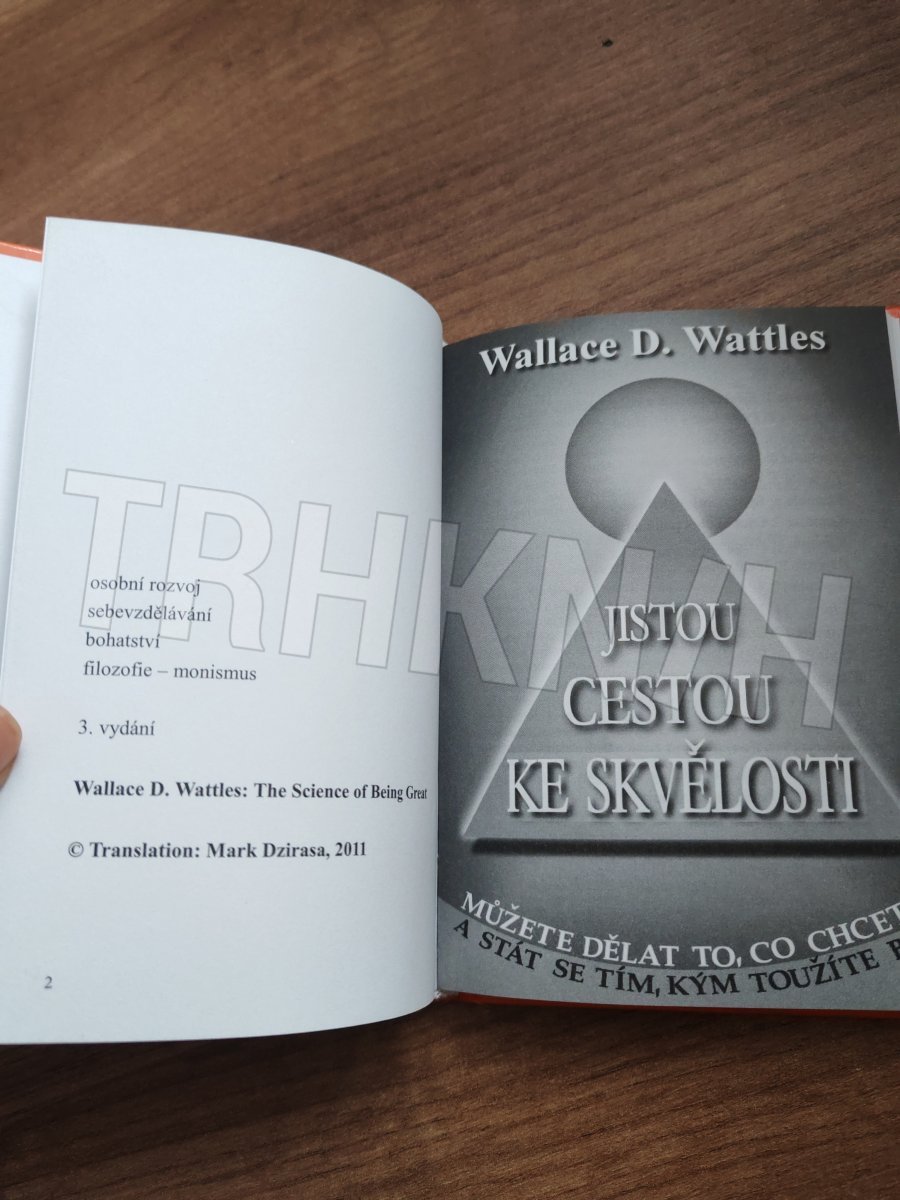 osobní rozvoj
sebevzdělávání
bohatství
filozofie – monismus
3. vydání
Wallace D. Wattles: The Science of Being Great
© Translation: Mark Dzirasa, 2011
2
Wallace D. Wattles
JISTOU
CESTOU
KE SKVĚLOSTI
MŮŽETE DĚLAT TO, CO
A STÁT SE TÍM, KÝM TOUŽÍTE
TRHKNIH